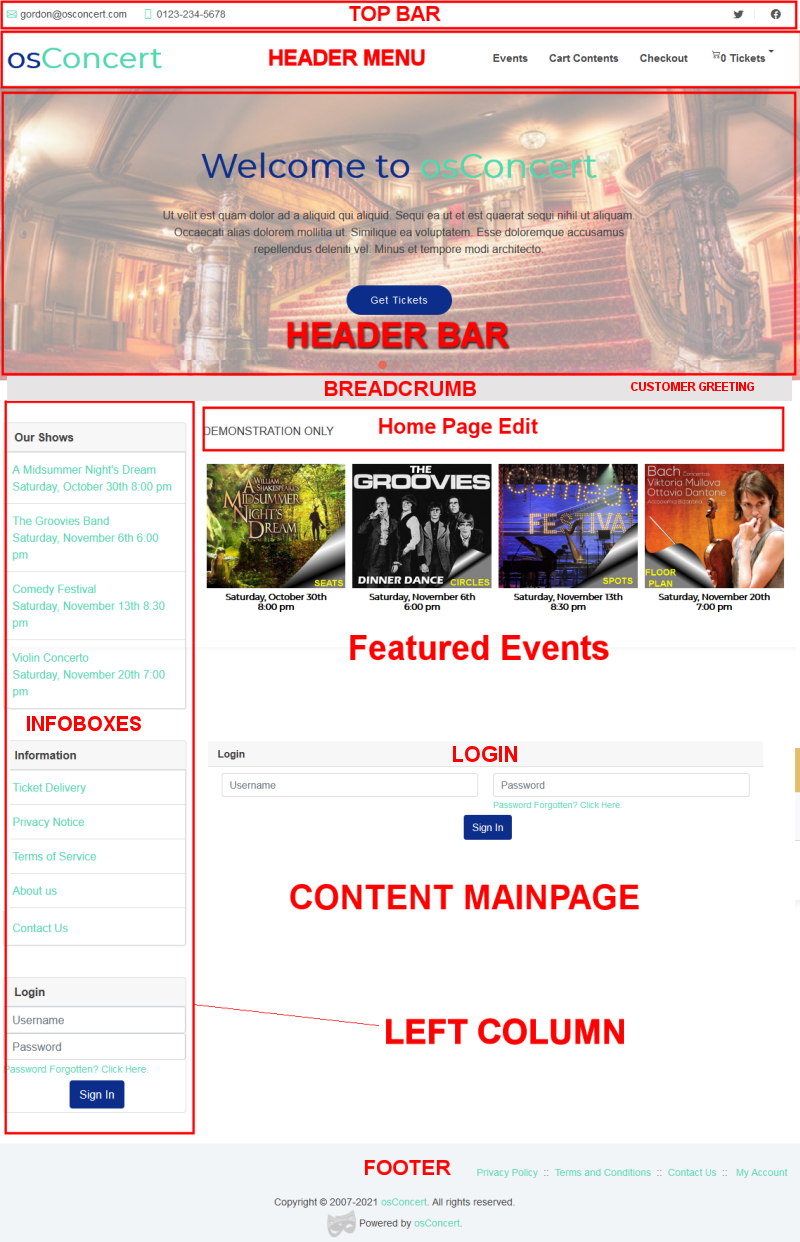 gordon@osconcert.com 0123-234-5678 TOP BAR
osConcert HEADER MENU Events Cart Contents Checkout 0 Tickets
Welcome to osConcert
Ut velit est quam dolor ad a aliquid qui aliquid. Sequi ea ut et est quaerat sequi nihil ut aliquam.
Occaecati alias dolorem mollitia ut. Similique ea voluptatem. Esse doloremque accusamus
repellendus deleniti vel. Minus et tempore modi architecto.
Get Tickets
HEADER BAR
BREADCRUMB CUSTOMER GREETING
Our Shows
A Midsummer Night's Dream
Saturday, October 30th 8:00 pm
The Groovies Band
Saturday, November 6th 6:00
pm
Comedy Festival
Saturday, November 13th 8:30
pm
Violin Concerto
Saturday, November 20th 7:00
pm
INFOBOXES
Information
Ticket Delivery
Privacy Notice
Terms of Service
About us
Contact Us
Login
Username
Password
Password Forgotten? Click Here.
Sign In
DEMONSTRATION ONLY Home Page Edit
A WILLIAM
SHAKESPEARE'S
MIDSUMMER
NIGHT'S
DREAM
SEATS
Saturday, October 30th
8:00 pm
THE
GROOVIES
DINNER DANCE CIRCLES
Saturday, November 6th
6:00 pm
Comedy
FESTIVAL
SPOTS
Saturday, November 13th
8:30 pm
Bach Concertos
Viktoria Mullova
Ottavio Dantone
FLOOR
PLAN
Saturday, November 20th
7:00 pm
Featured Events
Login LOGIN
Username Password
Password Forgotten? Click Here.
Sign In
CONTENT MAINPAGE
LEFT COLUMN
FOOTER Privacy Policy :: Terms and Conditions :: Contact Us :: My Account
Copyright © 2007-2021 osConcert. All rights reserved.
Powered by osConcert.